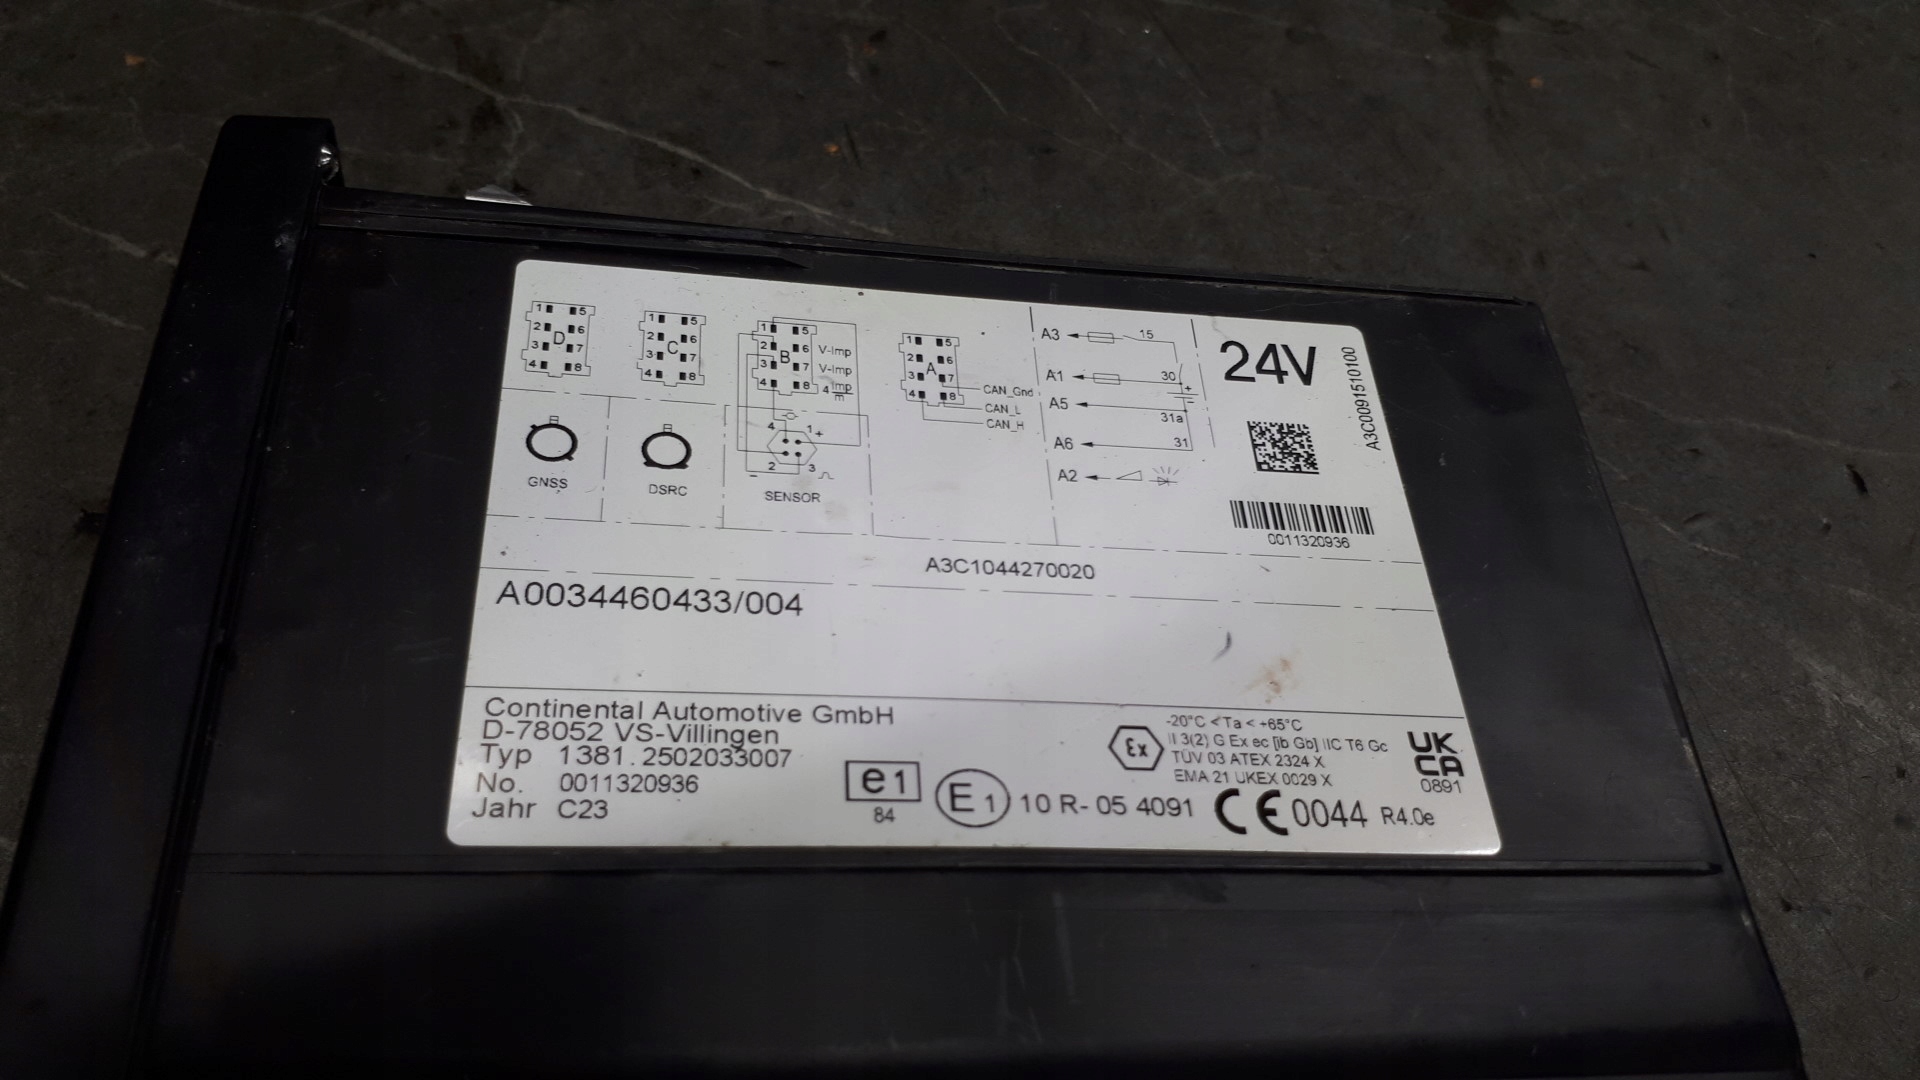 1 5
2 6
D
3 7
4 8
1 5
2 6
C
3 7
4 8
1 5
2 6 V-Imp
B
3 7 V-Imp
4 8 4 Imp
m
1 5
2 6
A
3 7
4 8
CAN_Gnd
CAN_L
CAN_H
A3 15
A1 30
+
−
A5 31a
A6 31
A2
24V
A3C0091510100
0011320936
GNSS
DSRC
4 1 +
2 3
−
SENSOR
A3C1044270020
A0034460433/004
Continental Automotive GmbH
D-78052 VS-Villingen
Typ 1381.2502033007
No. 0011320936
Jahr C23
e1
84
E1 10 R- 05 4091
Ex
-20°C <Ta< +65°C
II 3(2) G Ex ec [ib Gb] IIC T6 Gc
TÜV 03 ATEX 2324 X
EMA 21 UKEX 0029 X
CE 0044 R4.0e
UK
CA
0891